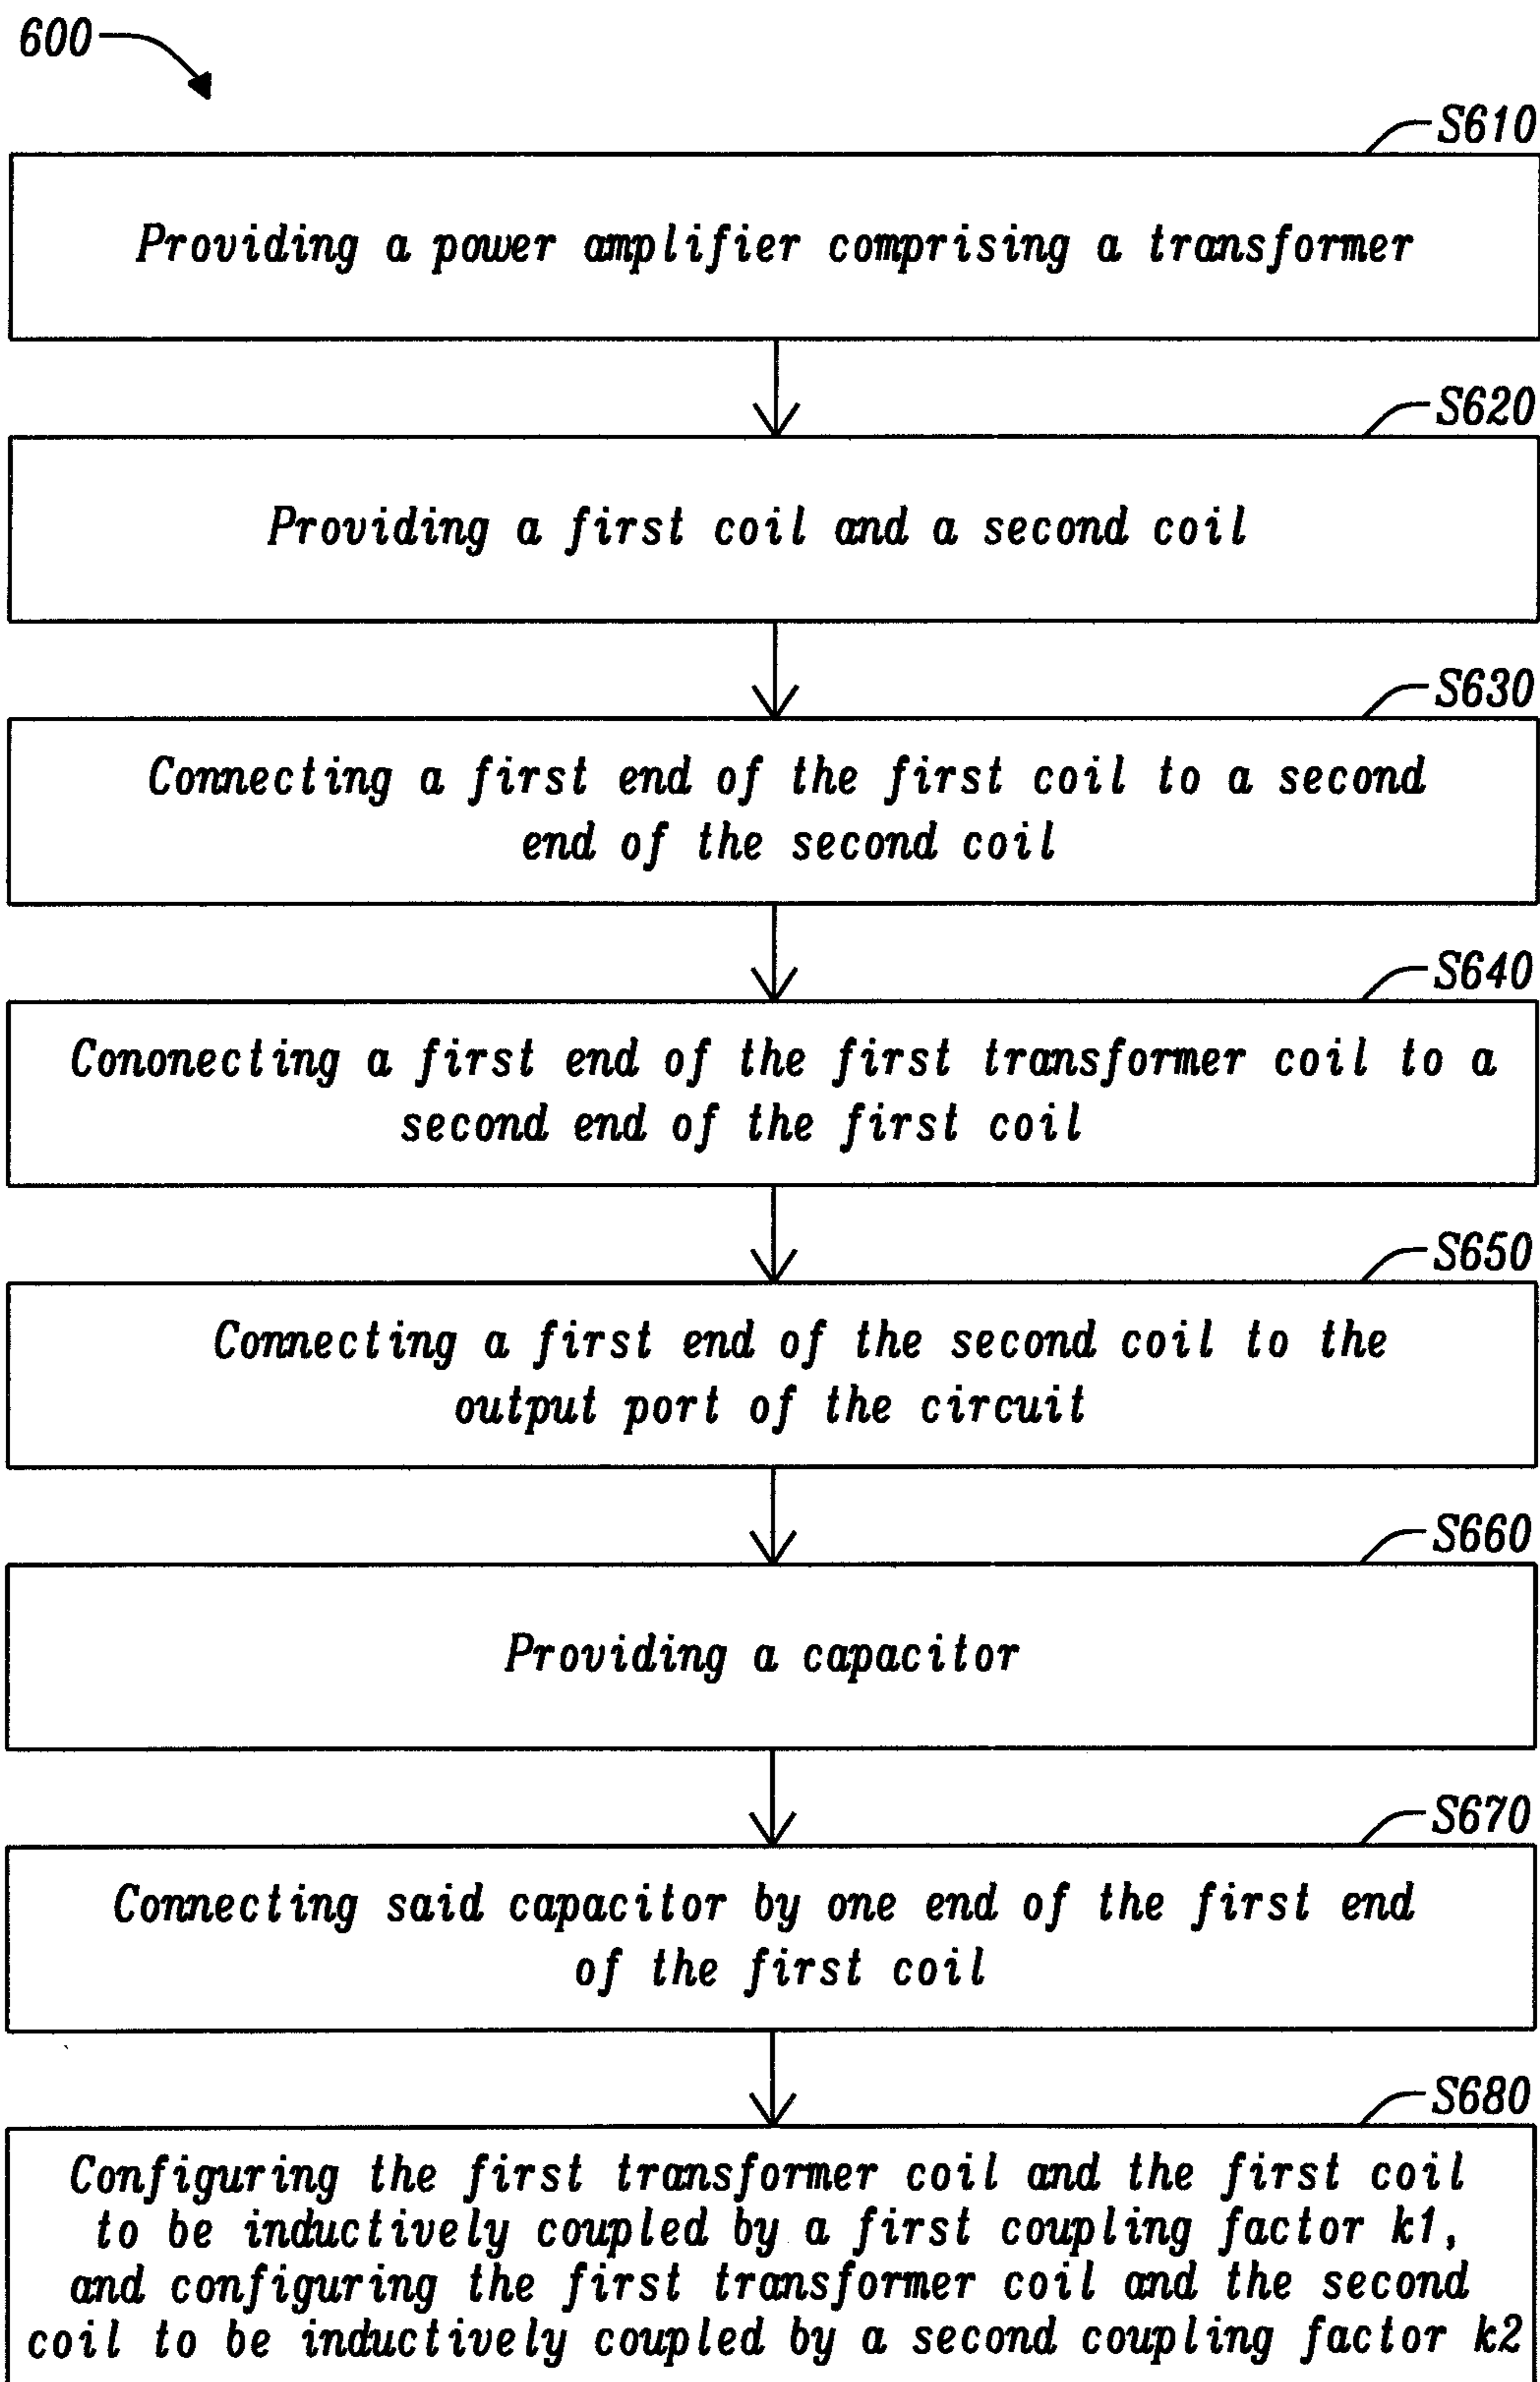 600
S610
Providing a power amplifier comprising a transformer
S620
Providing a first coil and a second coil
S630
Connecting a first end of the first coil to a second
end of the second coil
S640
Cononecting a first end of the first transformer coil to a
second end of the first coil
S650
Connecting a first end of the second coil to the
output port of the circuit
S660
Providing a capacitor
S670
Connecting said capacitor by one end of the first end
of the first coil
S680
Configuring the first transformer coil and the first coil
to be inductively coupled by a first coupling factor k1,
and configuring the first transformer coil and the second
coil to be inductively coupled by a second coupling factor k2